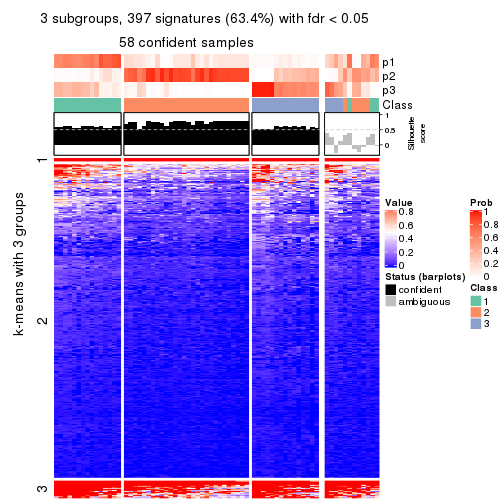 3 subgroups, 397 signatures (63.4%) with fdr < 0.05
58 confident samples
p1
p2
p3
Class
1
0.5
0
Silhouette
score
k-means with 3 groups
1
2
3
Value
0.8
0.6
0.4
0.2
0
Status (barplots)
confident
ambiguous
Prob
1
0.8
0.6
0.4
0.2
0
Class
1
2
3